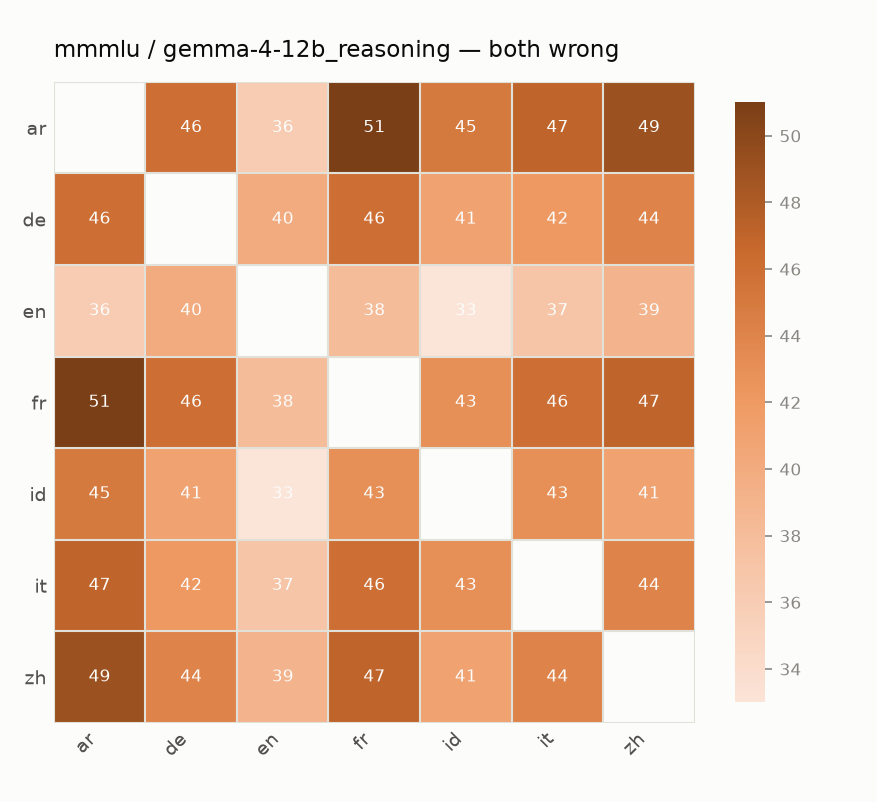 mmmlu / gemma-4-12b_reasoning — both wrong
ar 46 36 51 45 47 49
de 46 40 46 41 42 44
en 36 40 38 33 37 39
fr 51 46 38 43 46 47
id 45 41 33 43 43 41
it 47 42 37 46 43 44
zh 49 44 39 47 41 44
ar de en fr id it zh
50
48
46
44
42
40
38
36
34